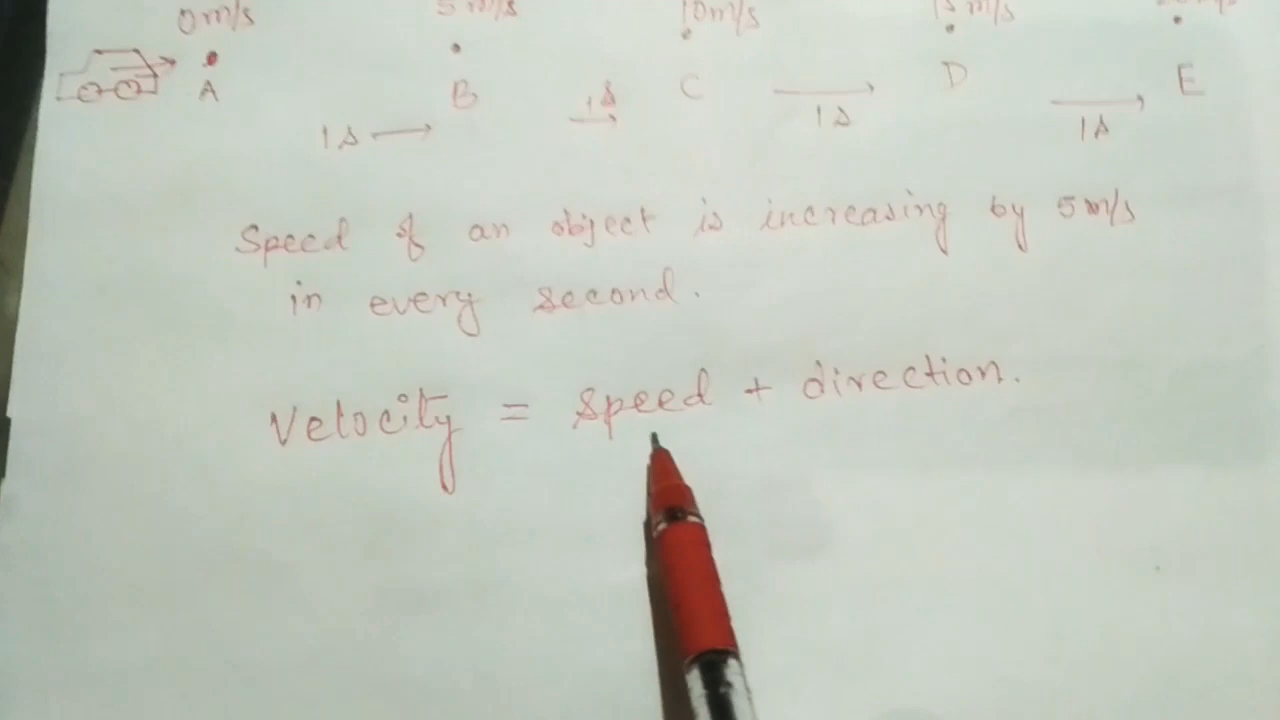 0m/s 5 m/s 10m/s 15 m/s
A B C D E
1s 1s 1s 1s
Speed of an object is increasing by 5m/s
in every second.
Velocity = speed + direction.